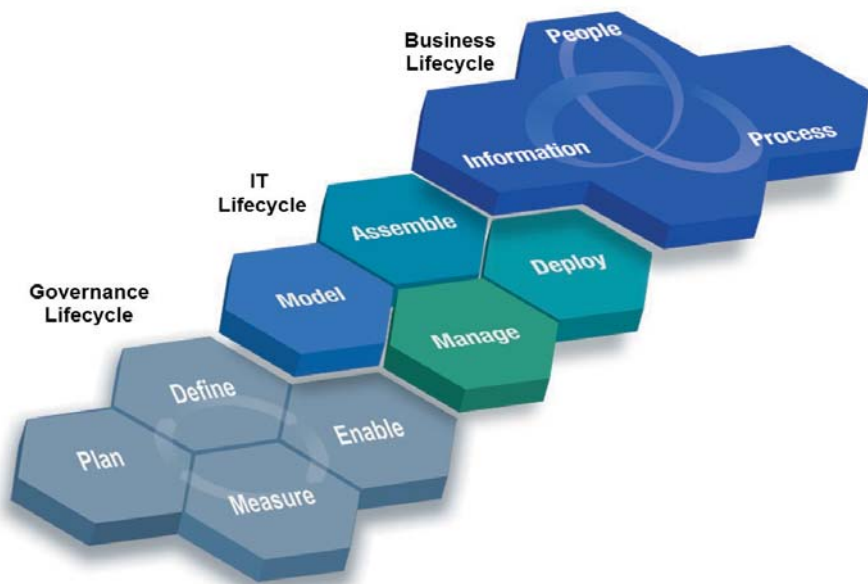 Business
Lifecycle
People
Information
Process
IT
Lifecycle
Assemble
Deploy
Model
Manage
Governance
Lifecycle
Define
Enable
Plan
Measure